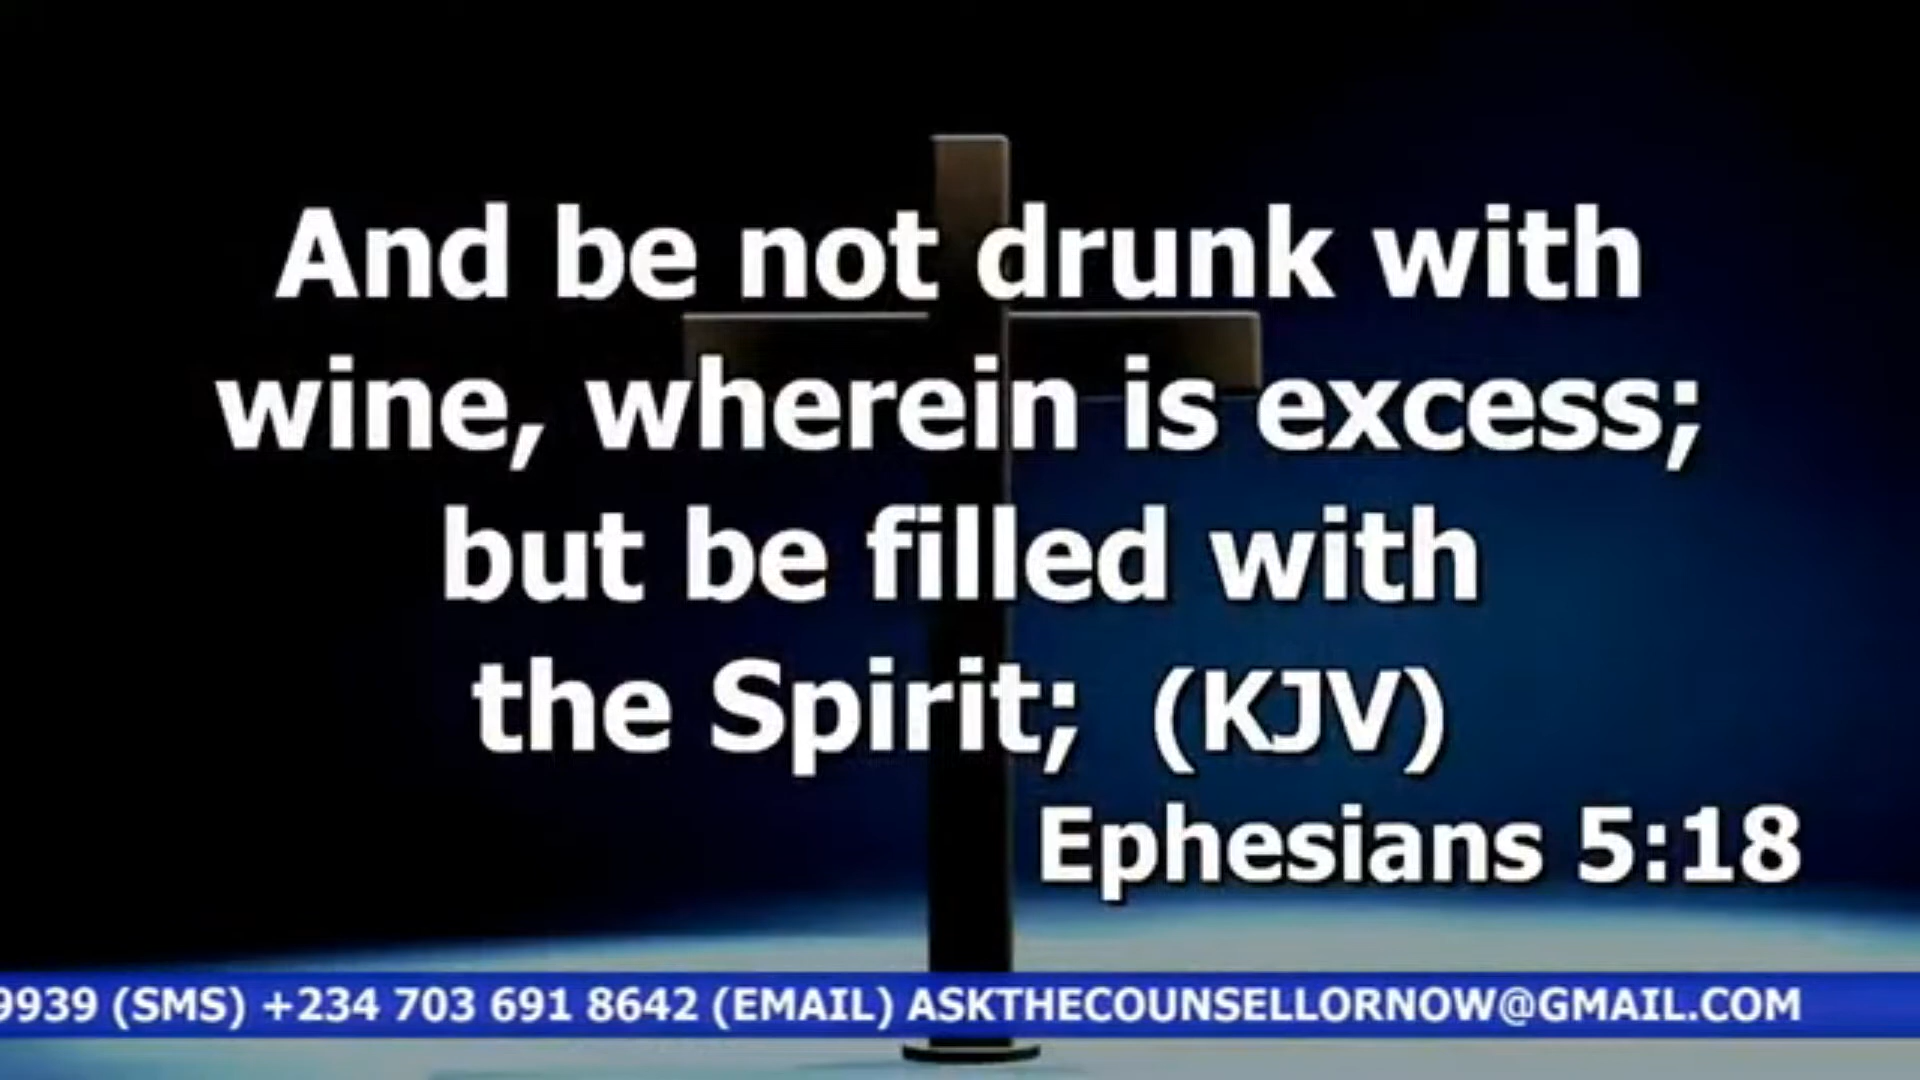 And be not drunk with
wine, wherein is excess;
but be filled with
the Spirit; (KJV)
Ephesians 5:18
9939 (SMS) +234 703 691 8642 (EMAIL) ASKTHECOUNSELLORNOW@GMAIL.COM